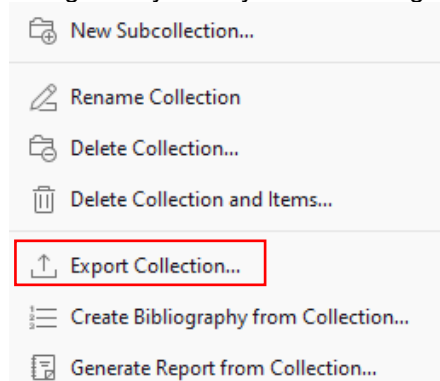 New Subcollection...
Rename Collection
Delete Collection...
Delete Collection and Items...
Export Collection...
Create Bibliography from Collection...
Generate Report from Collection...